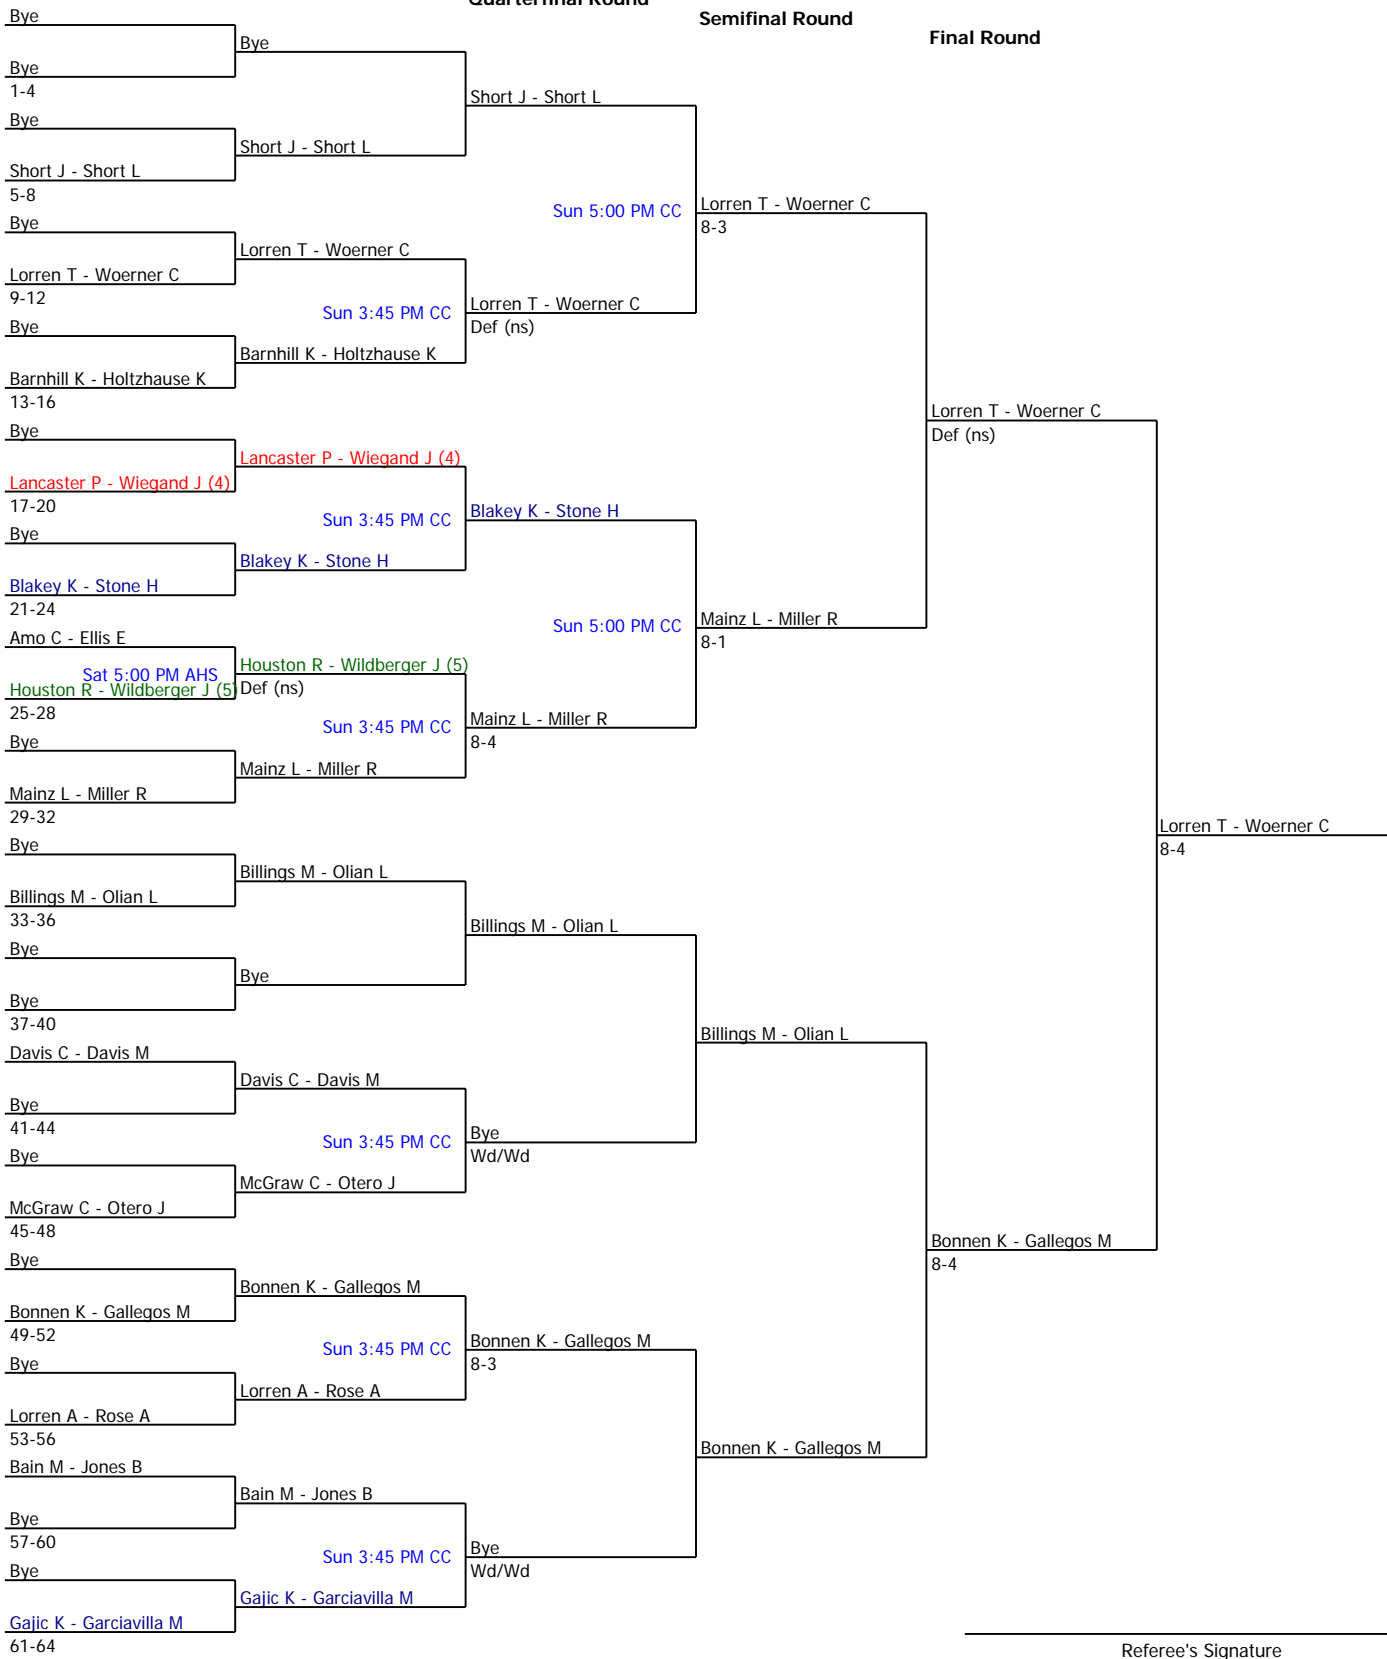 Quarterfinal Round
Semifinal Round
Final Round
Bye
Bye
1-4
Bye
Short J - Short L
5-8
Bye
Lorren T - Woerner C
9-12
Bye
Barnhill K - Holtzhause K
13-16
Bye
Lancaster P - Wiegand J (4)
17-20
Bye
Blakey K - Stone H
21-24
Amo C - Ellis E
Sat 5:00 PM AHS
Houston R - Wildberger J (5)
25-28
Bye
Mainz L - Miller R
29-32
Bye
Billings M - Olian L
33-36
Bye
Bye
37-40
Davis C - Davis M
Bye
41-44
Bye
McGraw C - Otero J
45-48
Bye
Bonnen K - Gallegos M
49-52
Bye
Lorren A - Rose A
53-56
Bain M - Jones B
Bye
57-60
Bye
Gajic K - Garciavilla M
61-64
Bye
Short J - Short L
Lorren T - Woerner C
Sun 3:45 PM CC
Barnhill K - Holtzhause K
Lancaster P - Wiegand J (4)
Sun 3:45 PM CC
Blakey K - Stone H
Houston R - Wildberger J (5)
Def (ns)
Sun 3:45 PM CC
Mainz L - Miller R
Billings M - Olian L
Bye
Davis C - Davis M
Sun 3:45 PM CC
McGraw C - Otero J
Bonnen K - Gallegos M
Sun 3:45 PM CC
Lorren A - Rose A
Bain M - Jones B
Sun 3:45 PM CC
Gajic K - Garciavilla M
Short J - Short L
Sun 5:00 PM CC
Lorren T - Woerner C
Def (ns)
Blakey K - Stone H
Sun 5:00 PM CC
Mainz L - Miller R
8-4
Billings M - Olian L
Bye
Wd/Wd
Bonnen K - Gallegos M
8-3
Bye
Wd/Wd
Lorren T - Woerner C
8-3
Mainz L - Miller R
8-1
Billings M - Olian L
Bonnen K - Gallegos M
Lorren T - Woerner C
Def (ns)
Bonnen K - Gallegos M
8-4
Lorren T - Woerner C
8-4
Referee's Signature